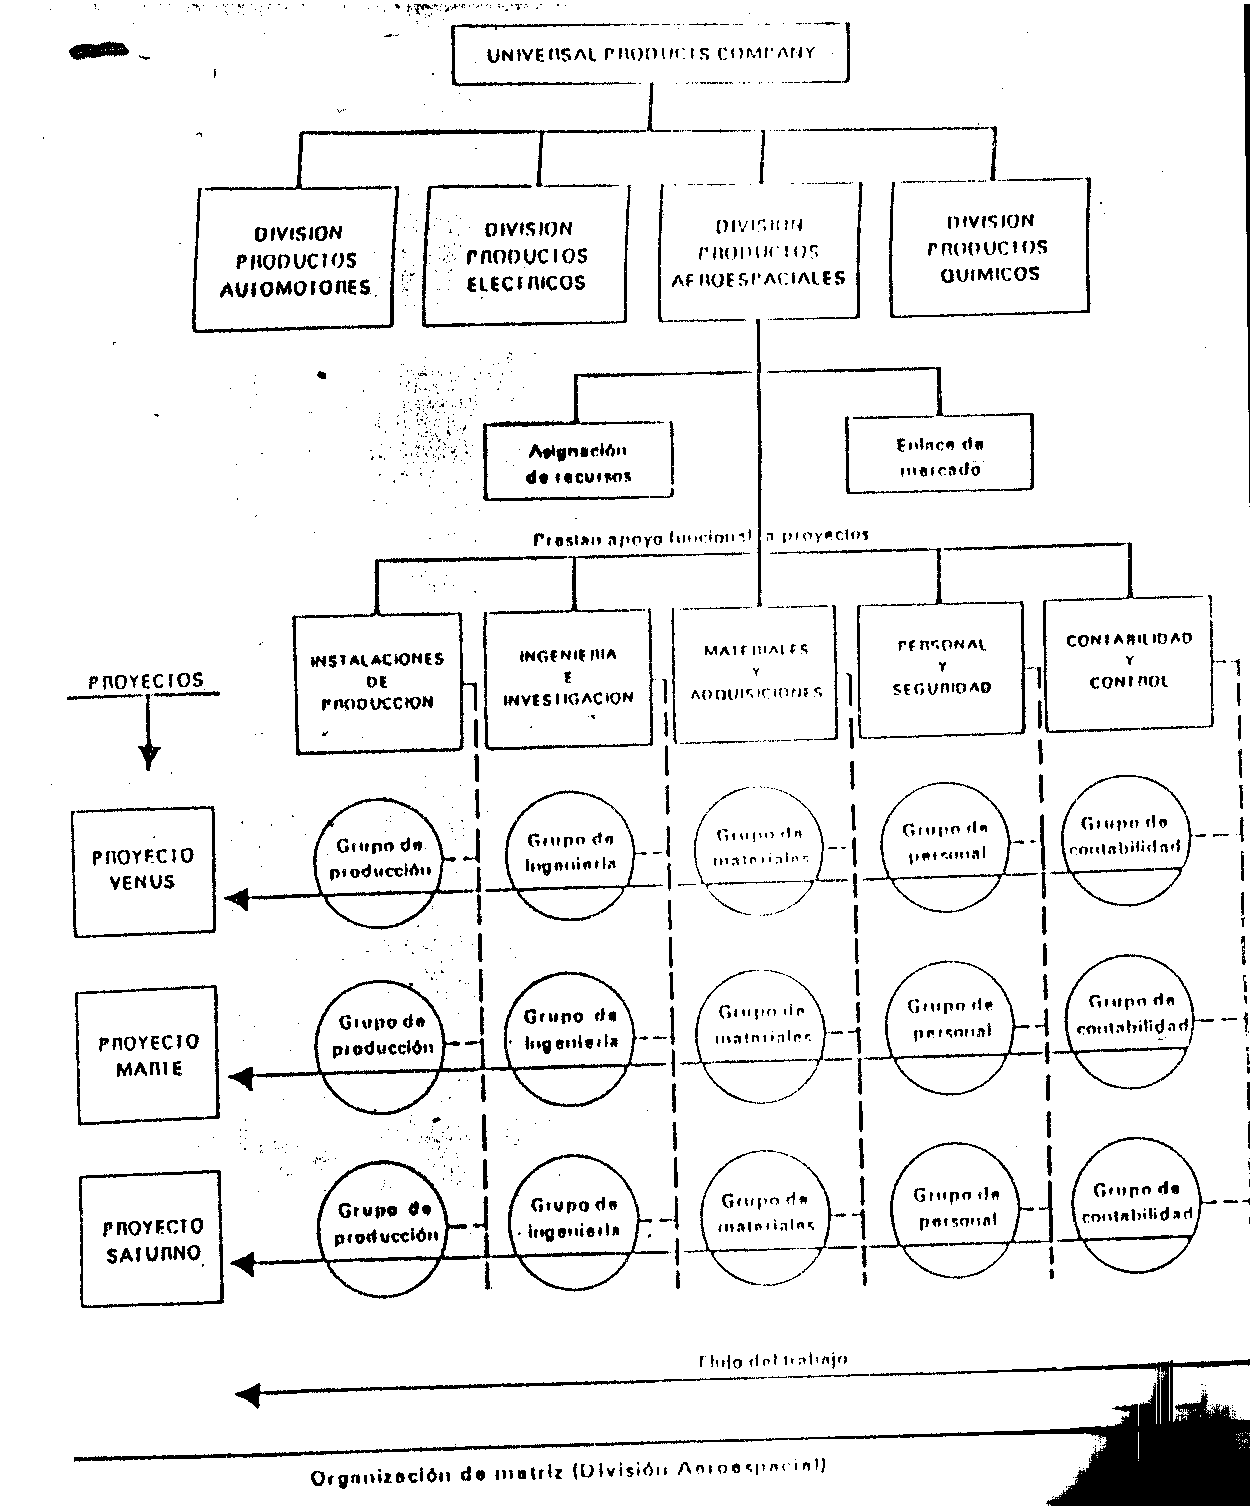 UNIVERSAL PRODUCTS COMPANY
DIVISION
PRODUCTOS
AUTOMOTORES
DIVISION
PRODUCTOS
ELECTRICOS
DIVISION
PRODUCTOS
AEROESPACIALES
DIVISION
PRODUCTOS
QUIMICOS
Asignación
de recursos
Enlace de
mercado
Prestan apoyo funcional a proyectos
INSTALACIONES
DE
PRODUCCION
INGENIERIA
E
INVESTIGACION
MATERIALES
Y
ADQUISICIONES
PERSONAL
Y
SEGURIDAD
CONTABILIDAD
Y
CONTROL
PROYECTOS
PROYECTO
VENUS
Grupo de
producción
Grupo de
Ingeniería
Grupo de
materiales
Grupo de
personal
Grupo de
contabilidad
PROYECTO
MARTE
Grupo de
producción
Grupo de
Ingeniería
Grupo de
materiales
Grupo de
personal
Grupo de
contabilidad
PROYECTO
SATURNO
Grupo de
producción
Grupo de
ingeniería
Grupo de
materiales
Grupo de
personal
Grupo de
contabilidad
Flujo del trabajo
Organización de matriz (División Aeroespacial)